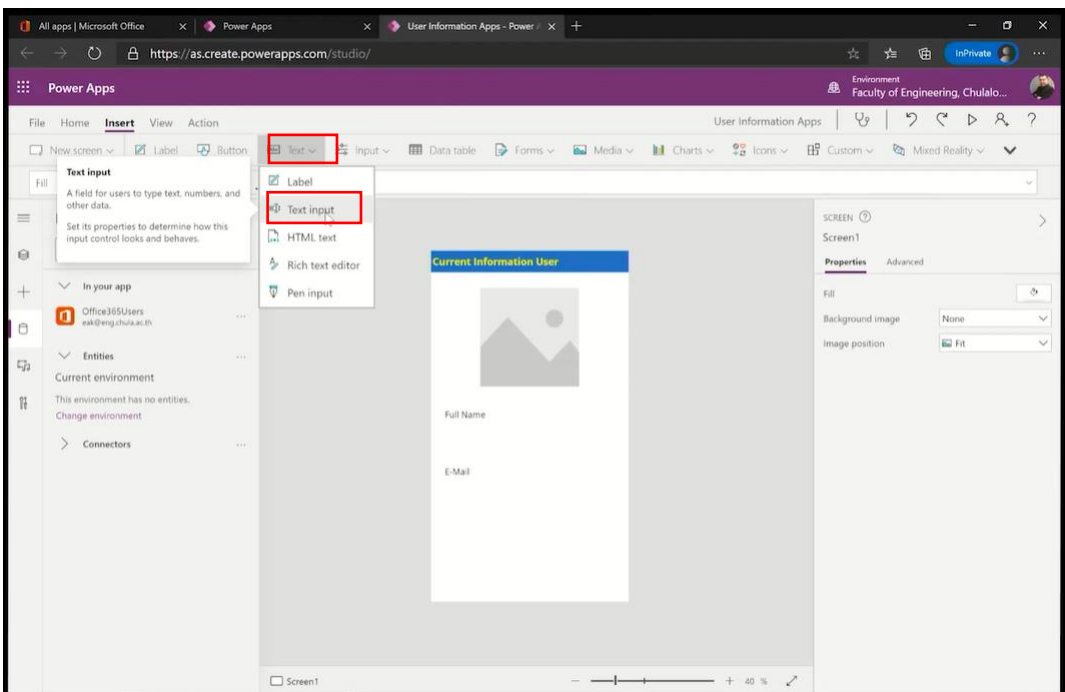 All apps | Microsoft Office
Power Apps
User Information Apps - Power A
https://as.create.powerapps.com/studio/
InPrivate
Power Apps
Environment
Faculty of Engineering, Chulalo...
File Home Insert View Action
User Information Apps
New screen Label Button Text Input Data table Forms Media Charts Icons Custom Mixed Reality
Fill
Text input
A field for users to type text, numbers, and
other data.
Set its properties to determine how this
input control looks and behaves.
Label
Text input
HTML text
Rich text editor
Pen input
In your app
Office365Users
eak@eng.chula.ac.th
Entities
Current environment
This environment has no entities.
Change environment
Connectors
Current Information User
Full Name
E-Mail
SCREEN
Screen1
Properties Advanced
Fill
Background image None
Image position Fit
Screen1
40 %